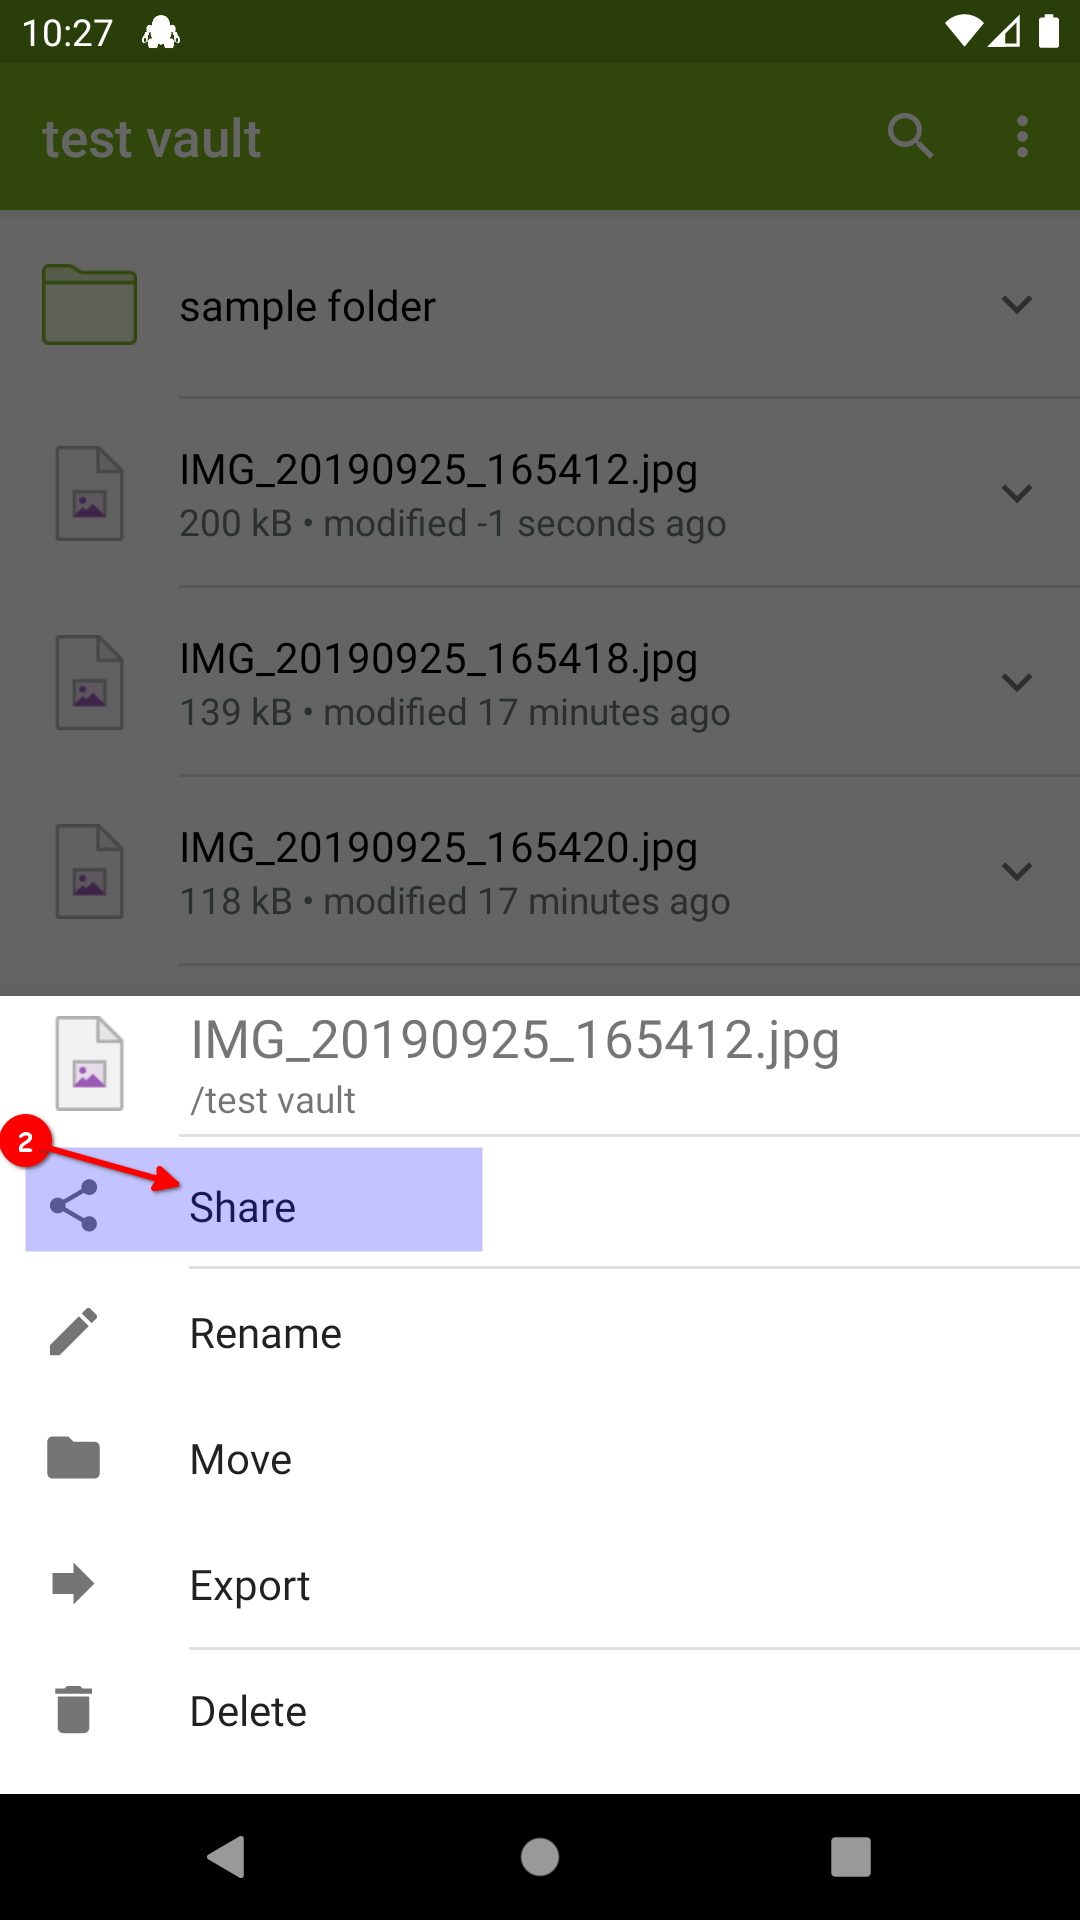 10:27
test vault
sample folder
IMG_20190925_165412.jpg
200 kB • modified -1 seconds ago
IMG_20190925_165418.jpg
139 kB • modified 17 minutes ago
IMG_20190925_165420.jpg
118 kB • modified 17 minutes ago
IMG_20190925_165412.jpg
/test vault
2
Share
Rename
Move
Export
Delete